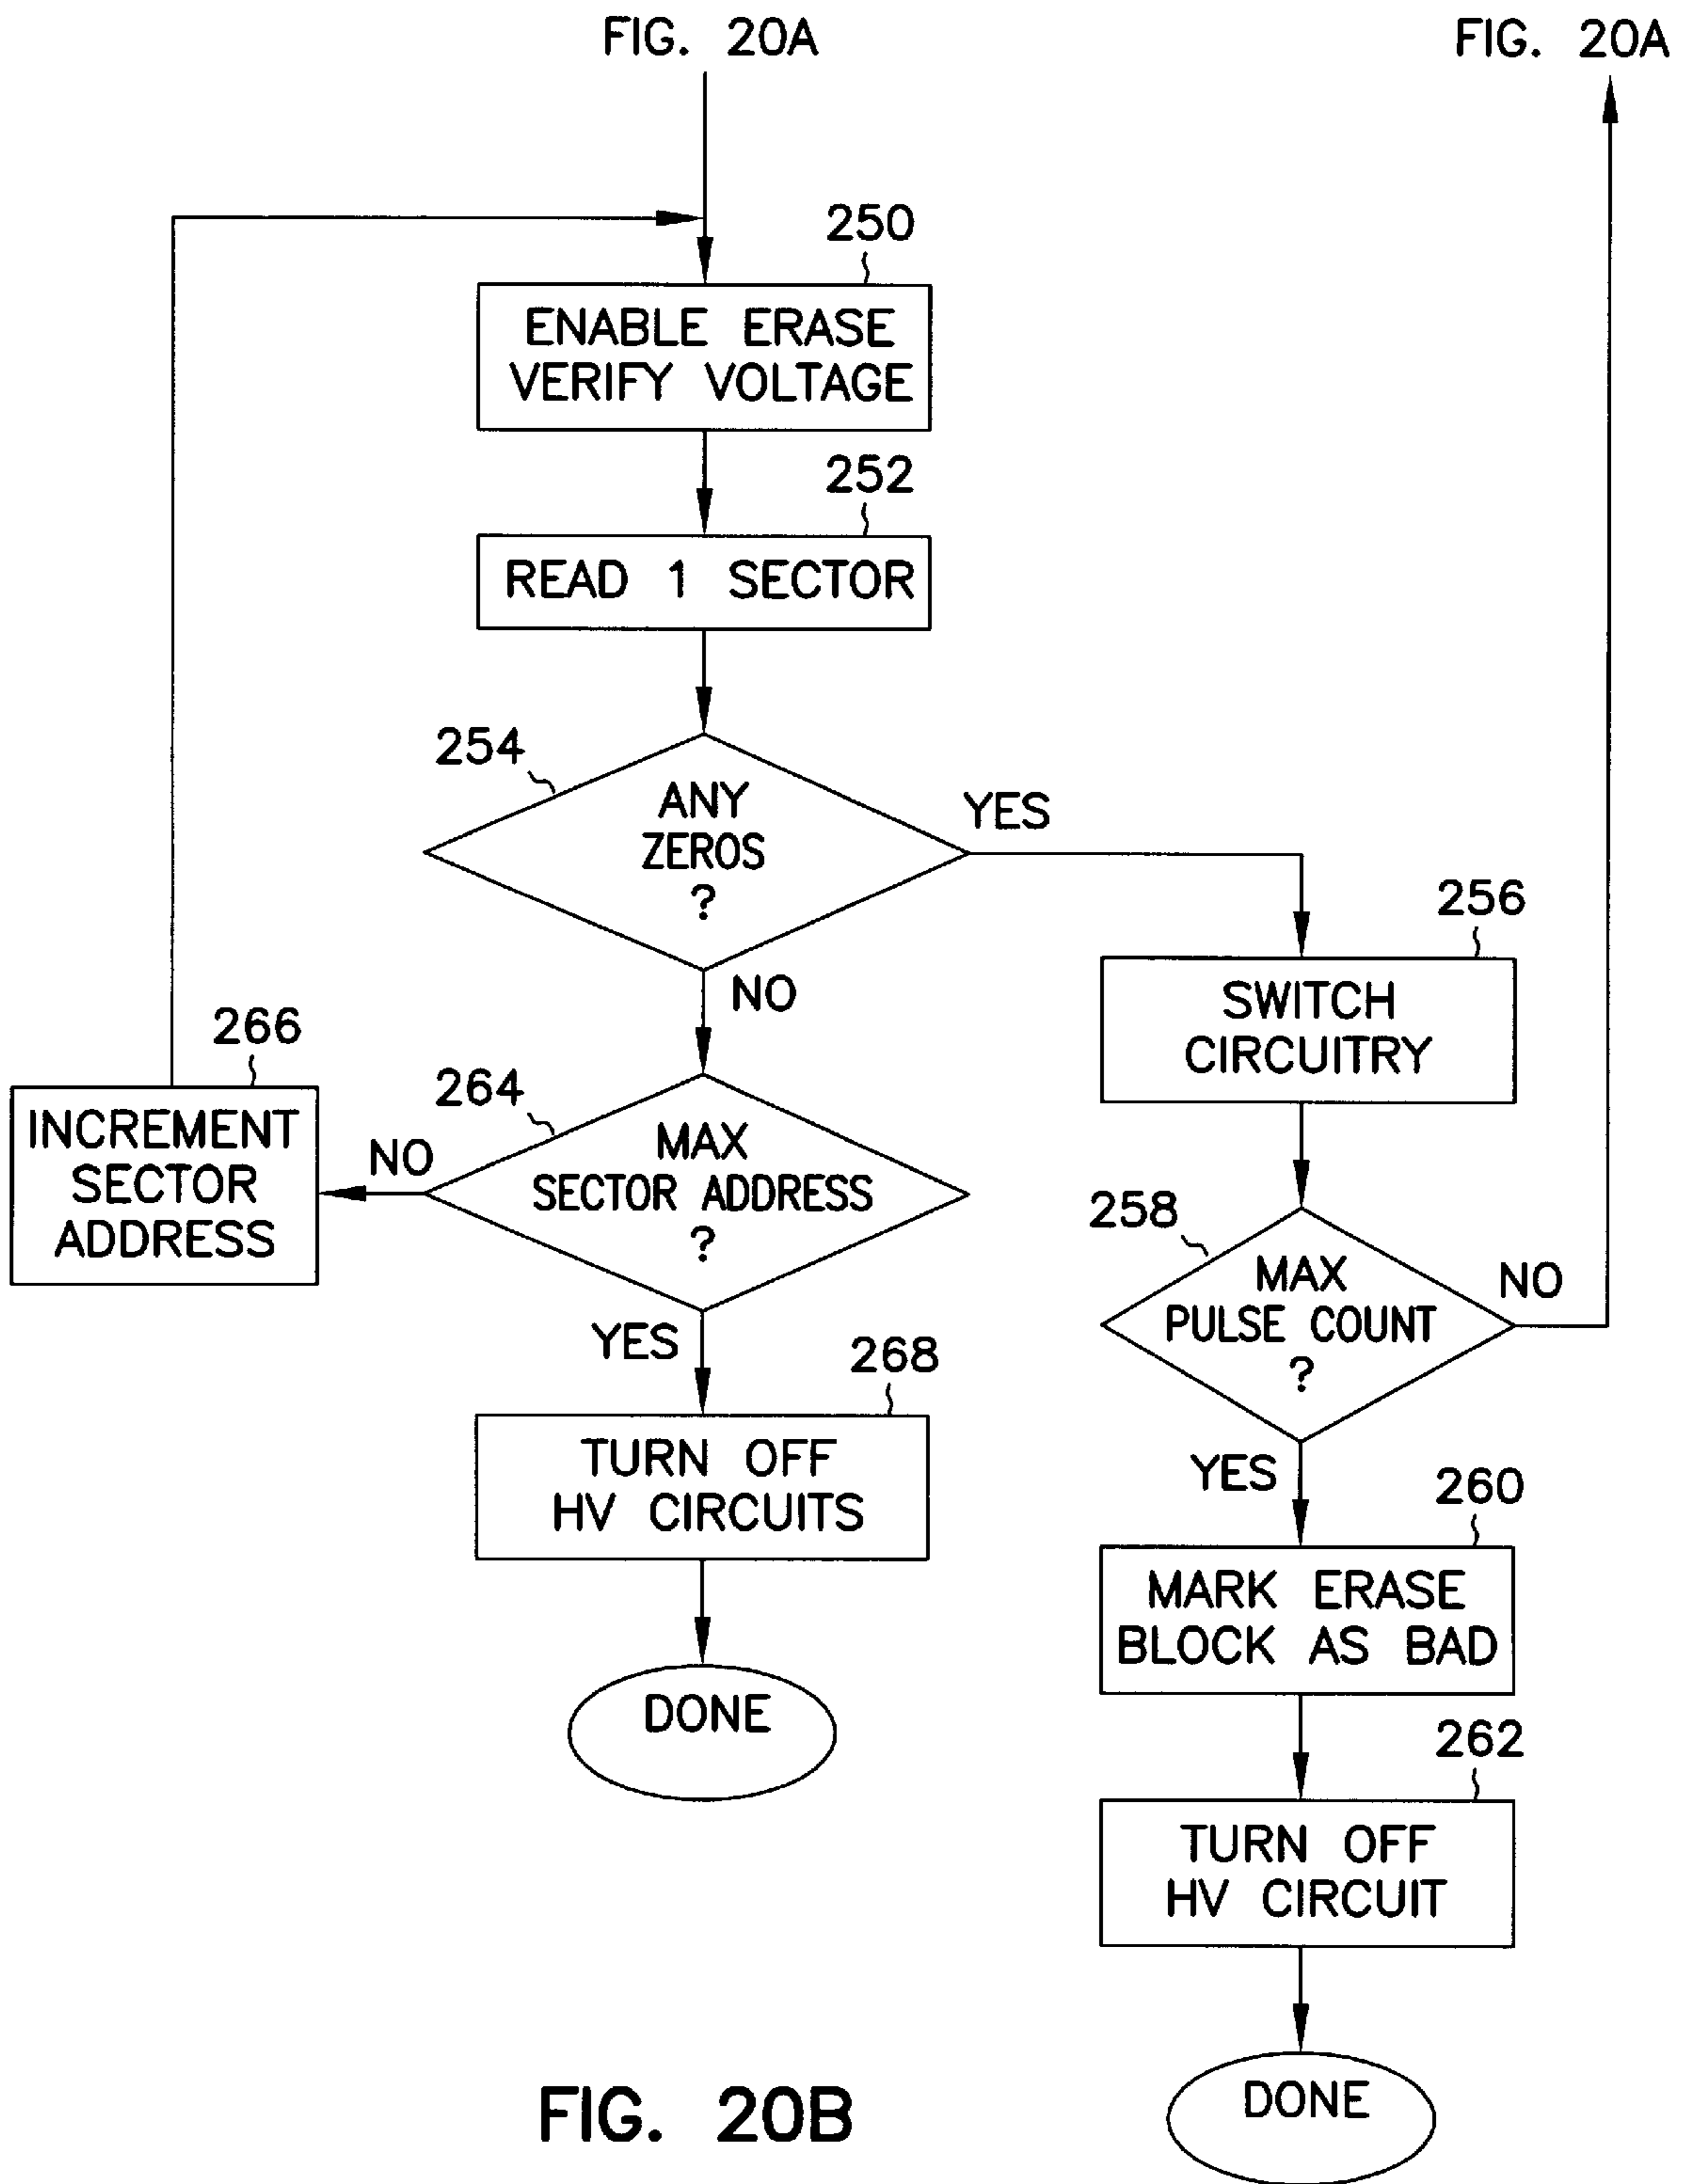 FIG. 20A
FIG. 20A
250
ENABLE ERASE
VERIFY VOLTAGE
252
READ 1 SECTOR
254
ANY
ZEROS
?
YES
NO
256
SWITCH
CIRCUITRY
266
INCREMENT
SECTOR
ADDRESS
NO
264
MAX
SECTOR ADDRESS
?
YES
258
MAX
PULSE COUNT
?
NO
YES
268
TURN OFF
HV CIRCUITS
DONE
260
MARK ERASE
BLOCK AS BAD
262
TURN OFF
HV CIRCUIT
DONE
FIG. 20B